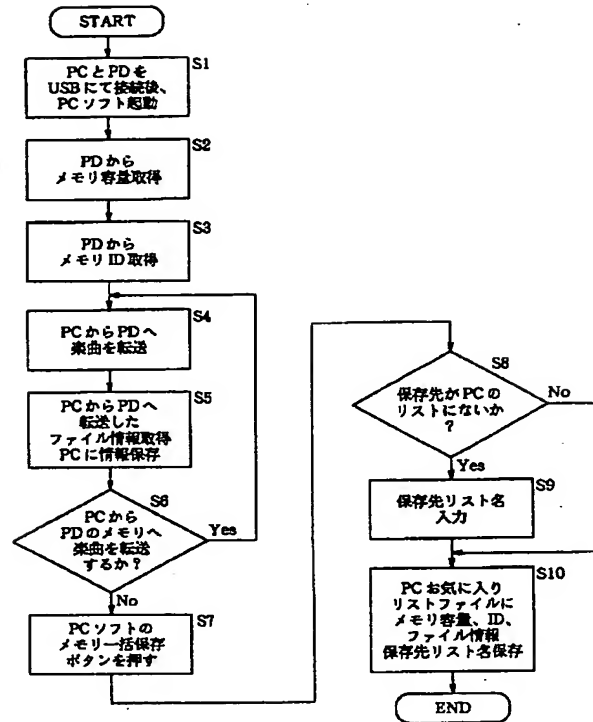 START
S1
PCとPDを
USBにて接続後、
PCソフト起動
S2
PDから
メモリ容量取得
S3
PDから
メモリID取得
S4
PCからPDへ
楽曲を転送
S5
PCからPDへ
転送した
ファイル情報取得
PCに情報保存
S6
PCから
PDのメモリへ
楽曲を転送
するか?
Yes
No
S7
PCソフトの
メモリ一括保存
ボタンを押す
S8
保存先がPCの
リストにないか
?
No
Yes
S9
保存先リスト名
入力
S10
PCお気に入り
リストファイルに
メモリ容量、ID、
ファイル情報
保存先リスト名保存
END